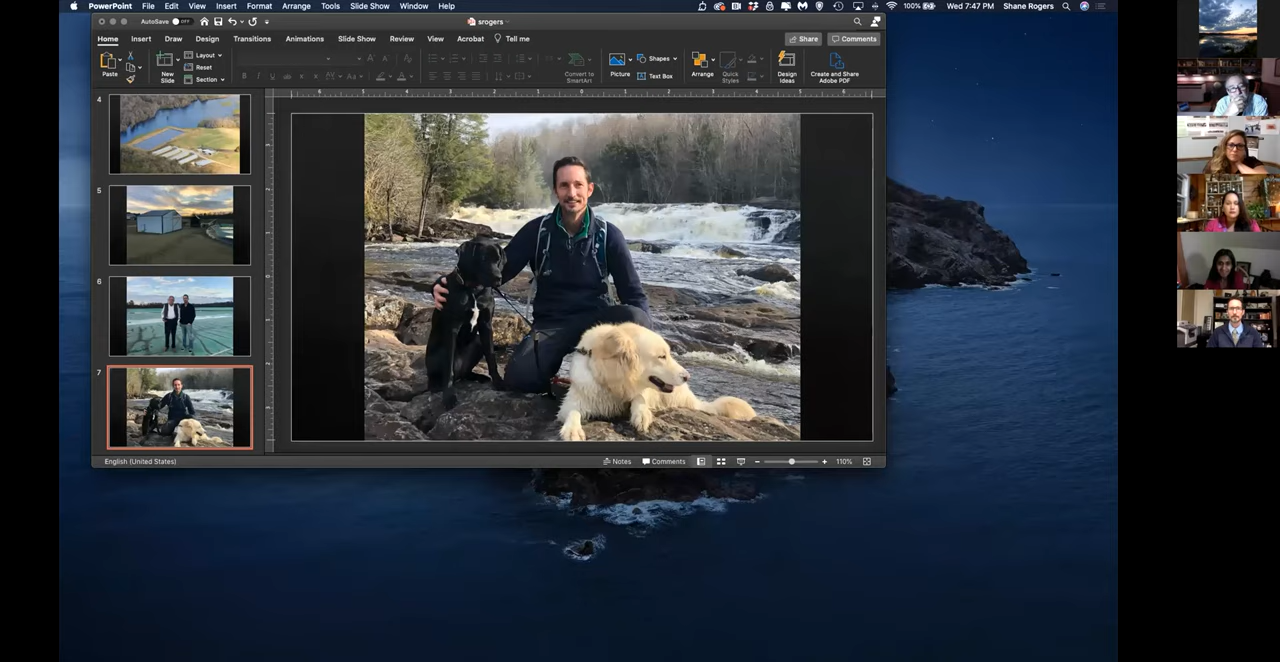 PowerPoint File Edit View Insert Format Arrange Tools Slide Show Window Help 100% Wed 7:47 PM Shane Rogers
AutoSave OFF srogers
Home Insert Draw Design Transitions Animations Slide Show Review View Acrobat Tell me Share Comments
Paste
New Slide
Layout
Reset
Section
Convert to SmartArt
Picture
Shapes
Text Box
Arrange
Quick Styles
Design Ideas
Create and Share Adobe PDF
4
5
6
7
English (United States) Notes Comments 110%